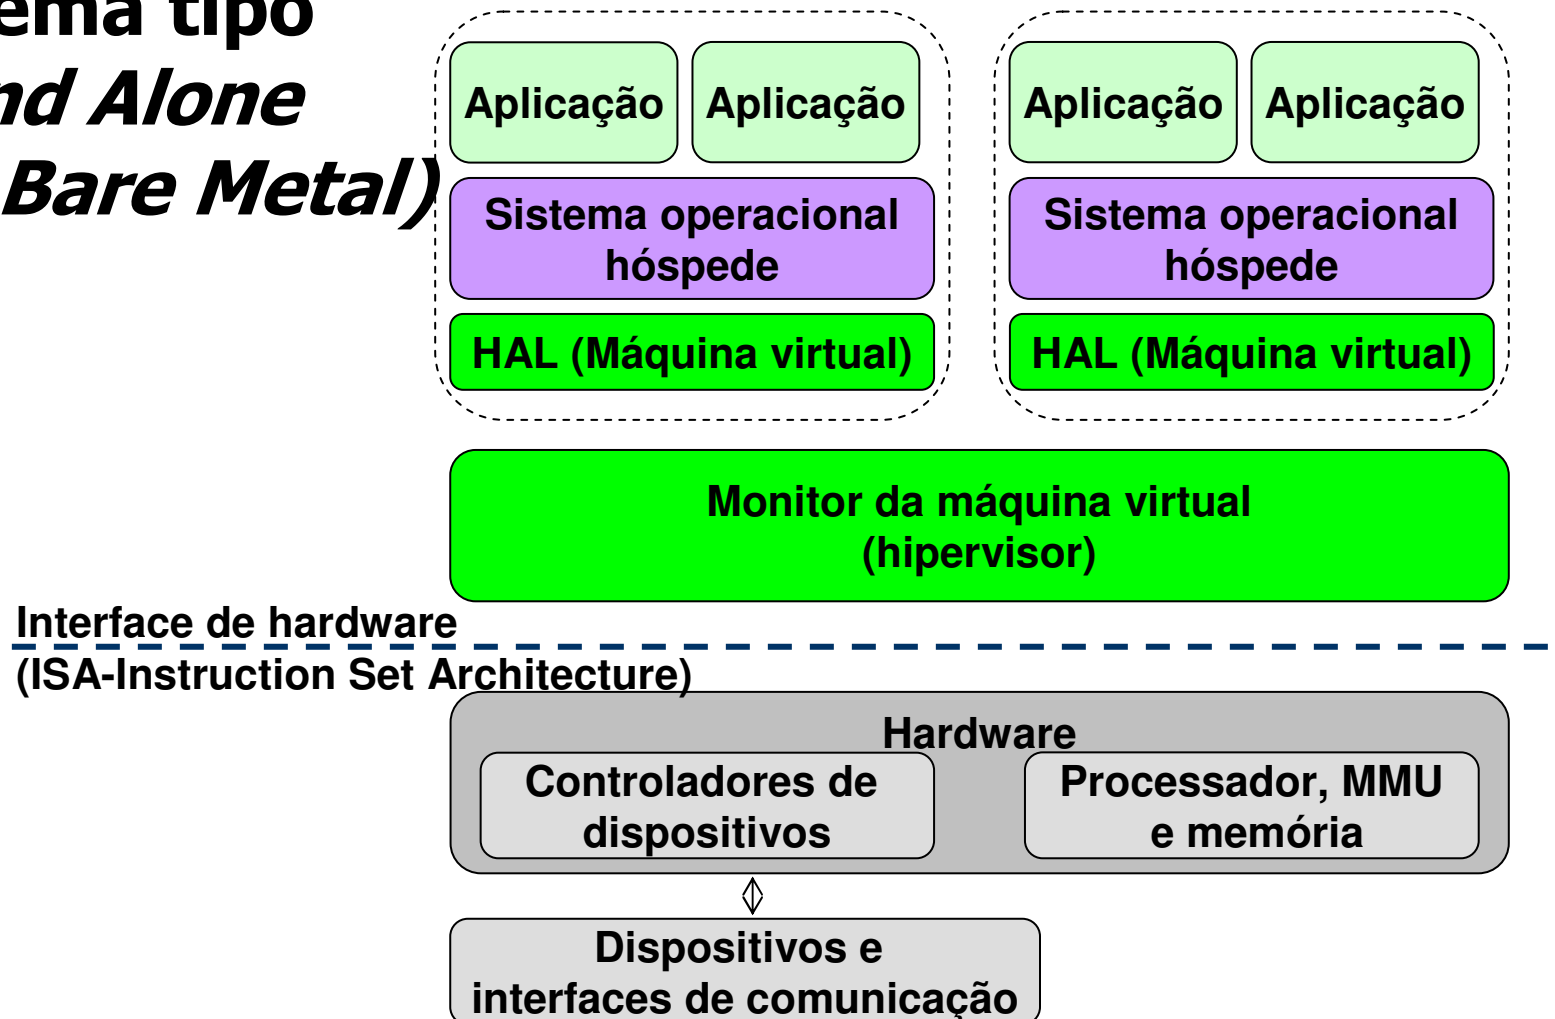 ema tipo
nd Alone
Bare Metal)
Aplicação Aplicação Aplicação Aplicação
Sistema operacional
hóspede
Sistema operacional
hóspede
HAL (Máquina virtual) HAL (Máquina virtual)
Monitor da máquina virtual
(hipervisor)
Interface de hardware
(ISA-Instruction Set Architecture)
Hardware
Controladores de
dispositivos
Processador, MMU
e memória
Dispositivos e
interfaces de comunicação